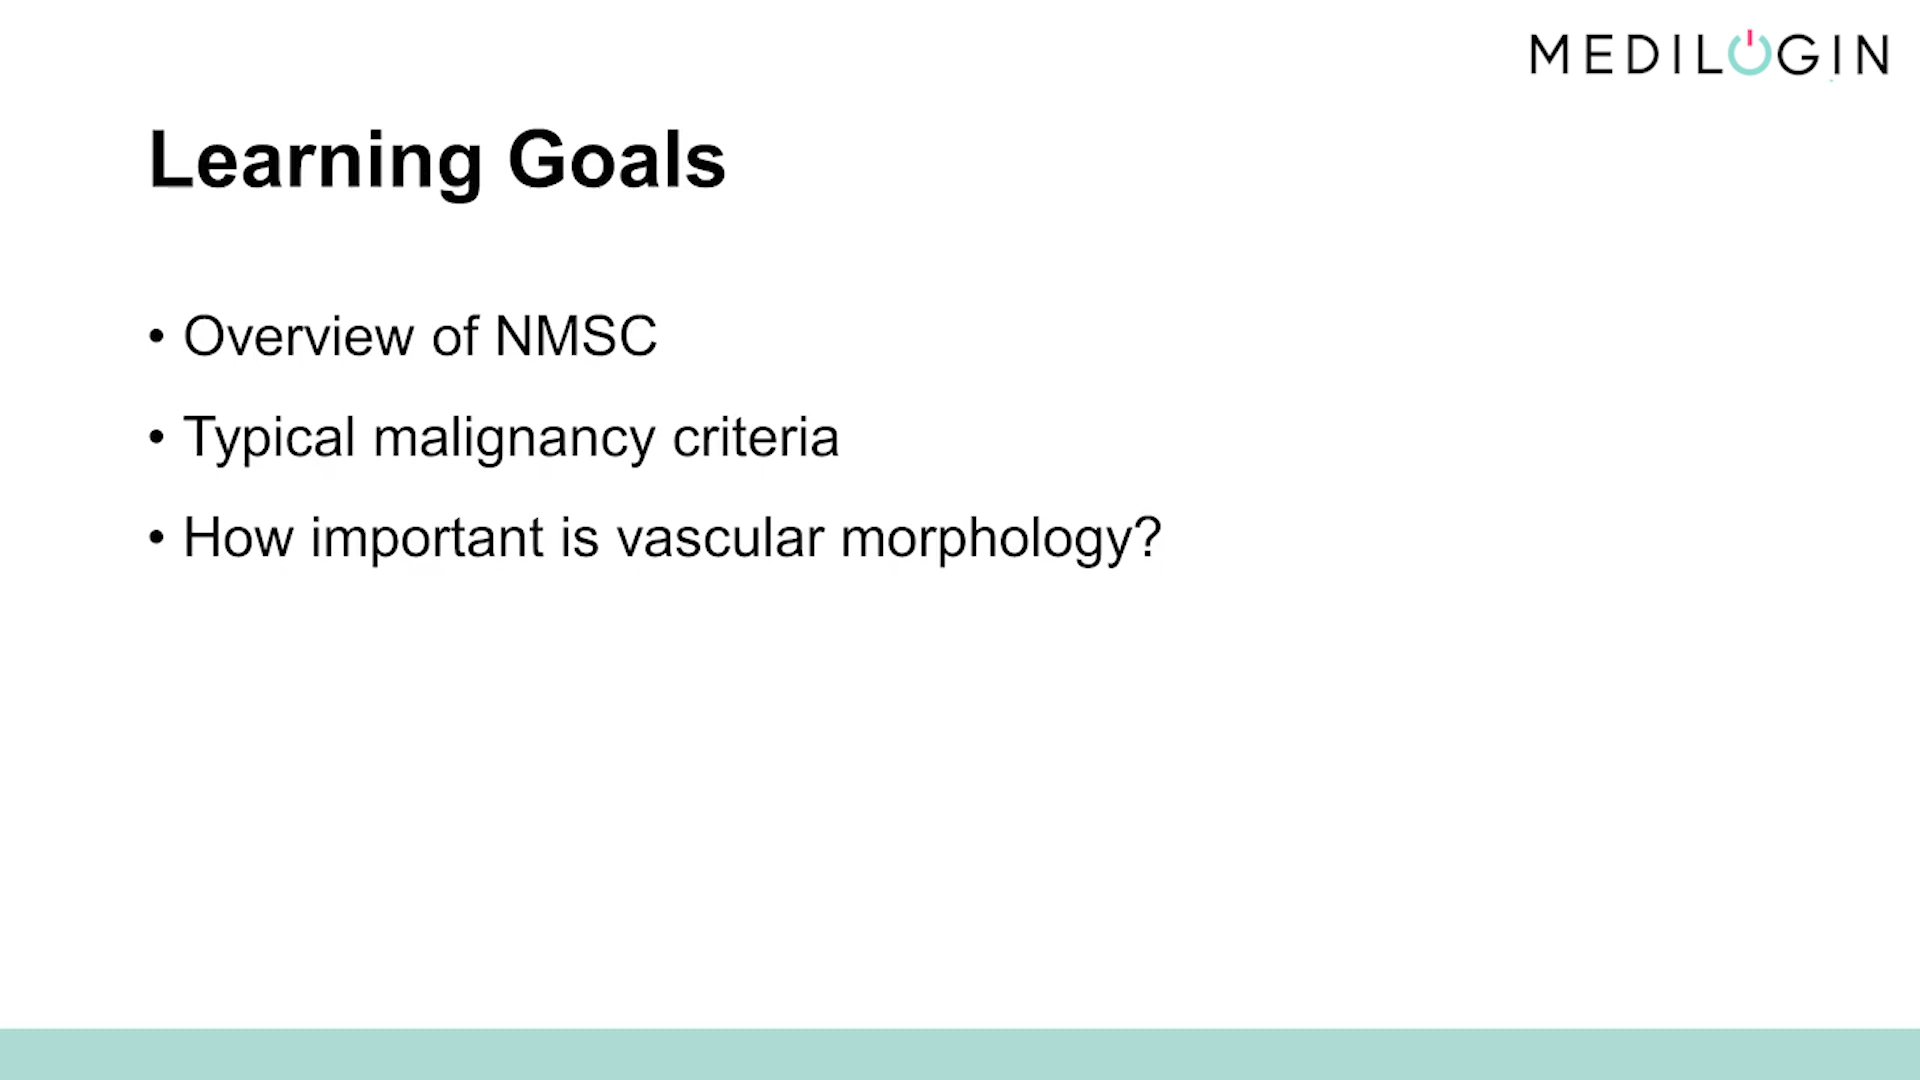 MEDILOGIN
Learning Goals
• Overview of NMSC
• Typical malignancy criteria
• How important is vascular morphology?